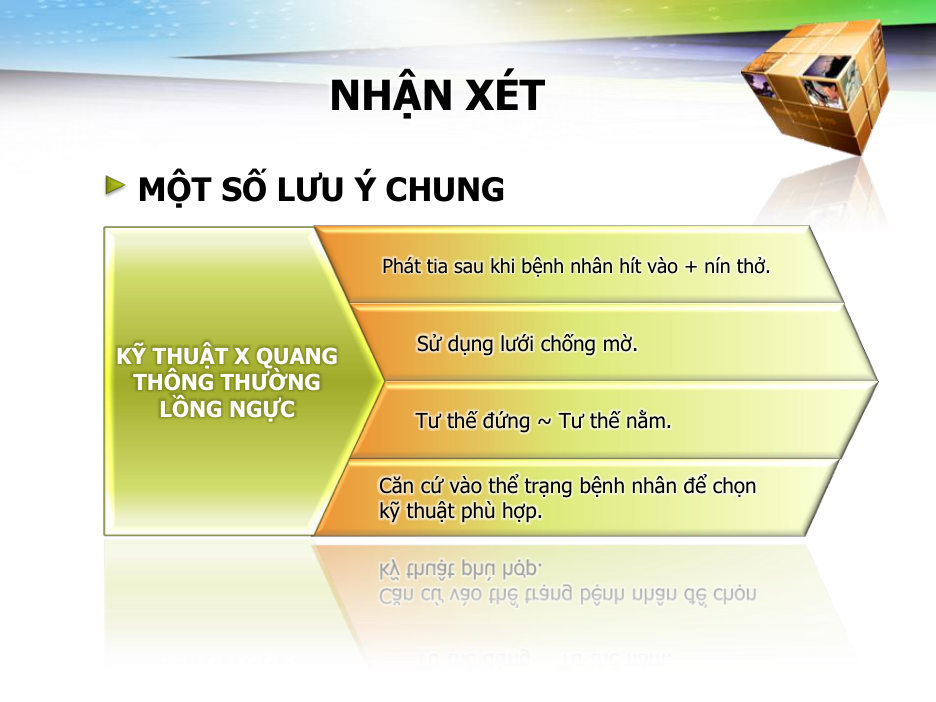 NHẬN XÉT
MỘT SỐ LƯU Ý CHUNG
KỸ THUẬT X QUANG
THÔNG THƯỜNG
LỒNG NGỰC
Phát tia sau khi bệnh nhân hít vào + nín thở.
Sử dụng lưới chống mờ.
Tư thế đứng ~ Tư thế nằm.
Căn cứ vào thể trạng bệnh nhân để chọn
kỹ thuật phù hợp.